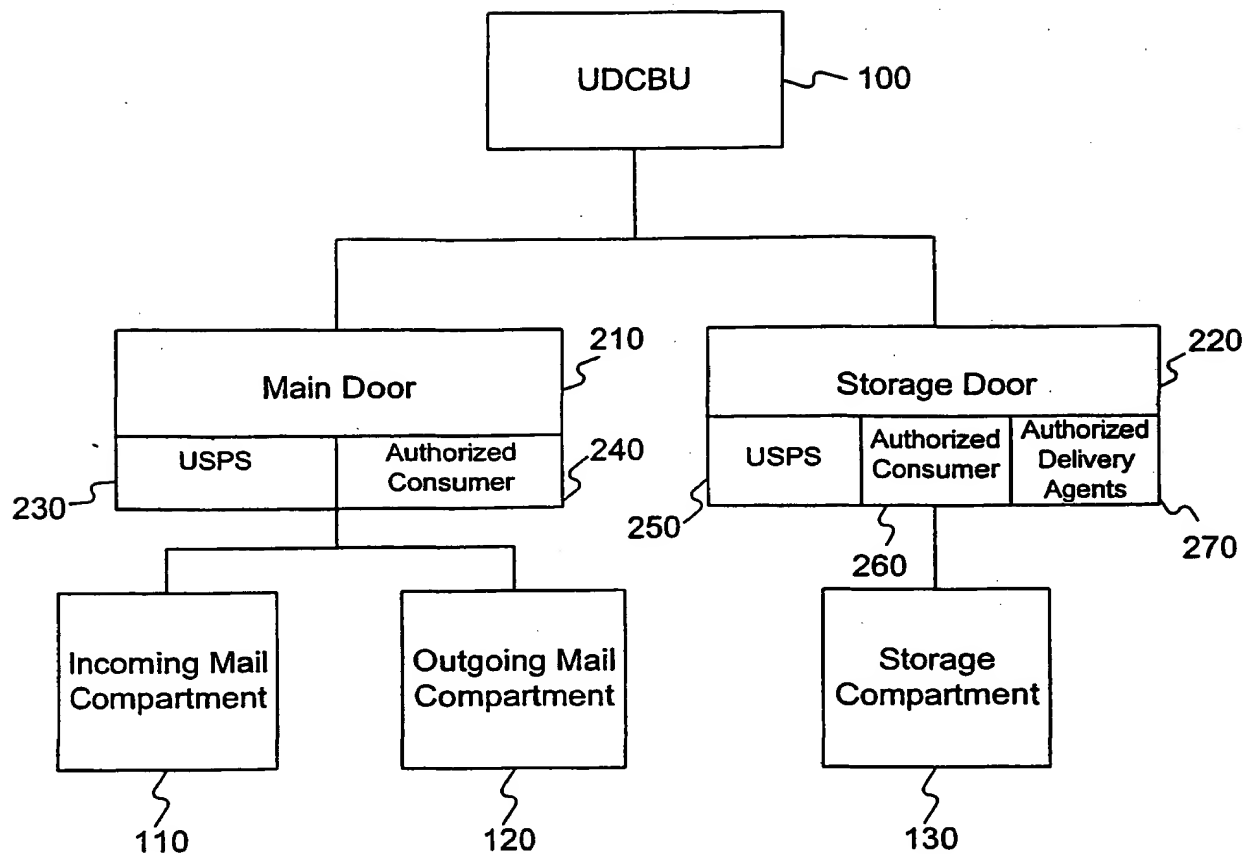 UDCBU
100
Main Door
210
USPS
Authorized
Consumer
230
240
Storage Door
220
USPS
Authorized
Consumer
Authorized
Delivery
Agents
250
260
270
Incoming Mail
Compartment
110
Outgoing Mail
Compartment
120
Storage
Compartment
130